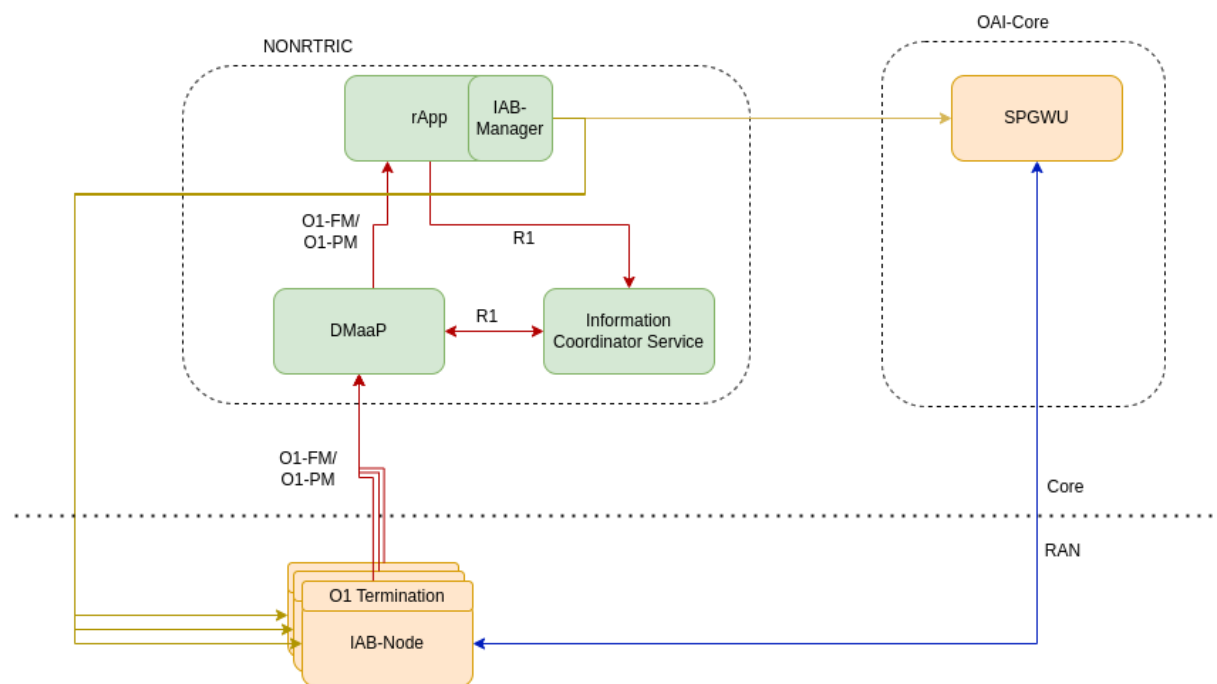 OAI-Core
NONRTRIC
rApp
IAB-
Manager
SPGWU
O1-FM/
O1-PM
R1
DMaaP
R1
Information
Coordinator Service
O1-FM/
O1-PM
Core
RAN
O1 Termination
IAB-Node